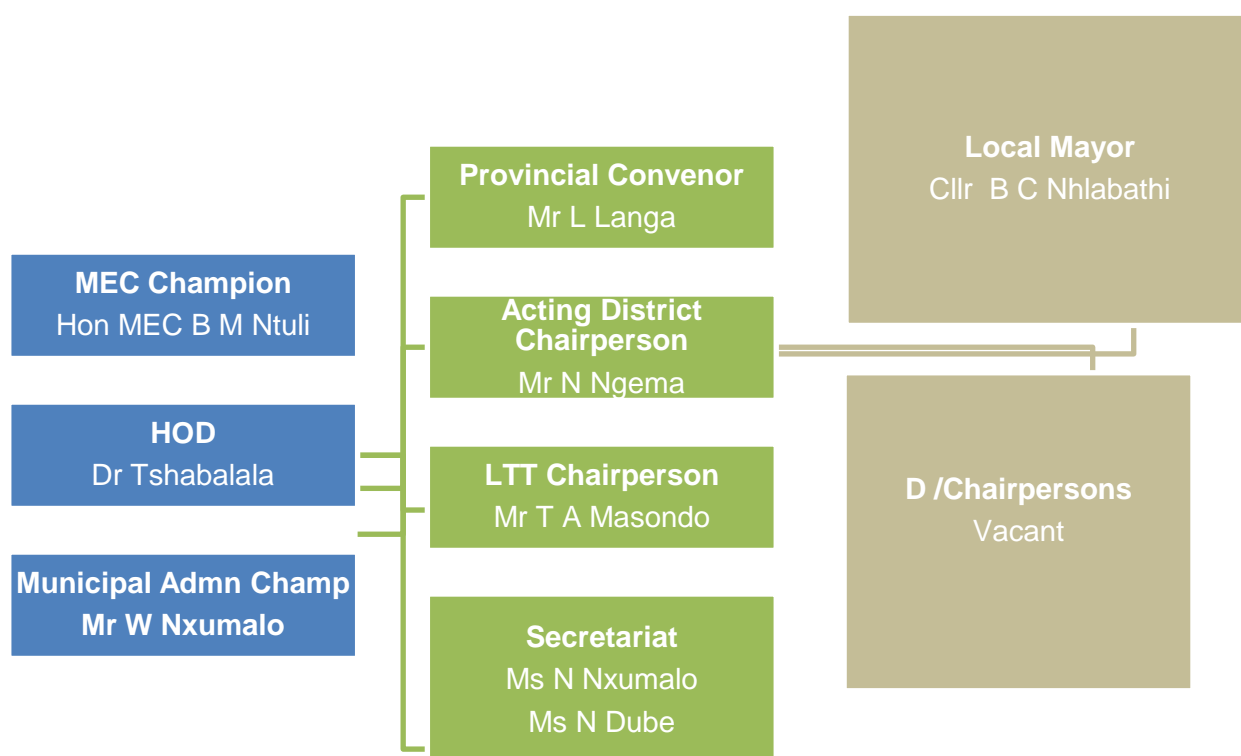 MEC Champion
Hon MEC B M Ntuli
HOD
Dr Tshabalala
Municipal Admn Champ
Mr W Nxumalo
Provincial Convenor
Mr L Langa
Acting District
Chairperson
Mr N Ngema
LTT Chairperson
Mr T A Masondo
Secretariat
Ms N Nxumalo
Ms N Dube
Local Mayor
Cllr B C Nhlabathi
D /Chairpersons
Vacant